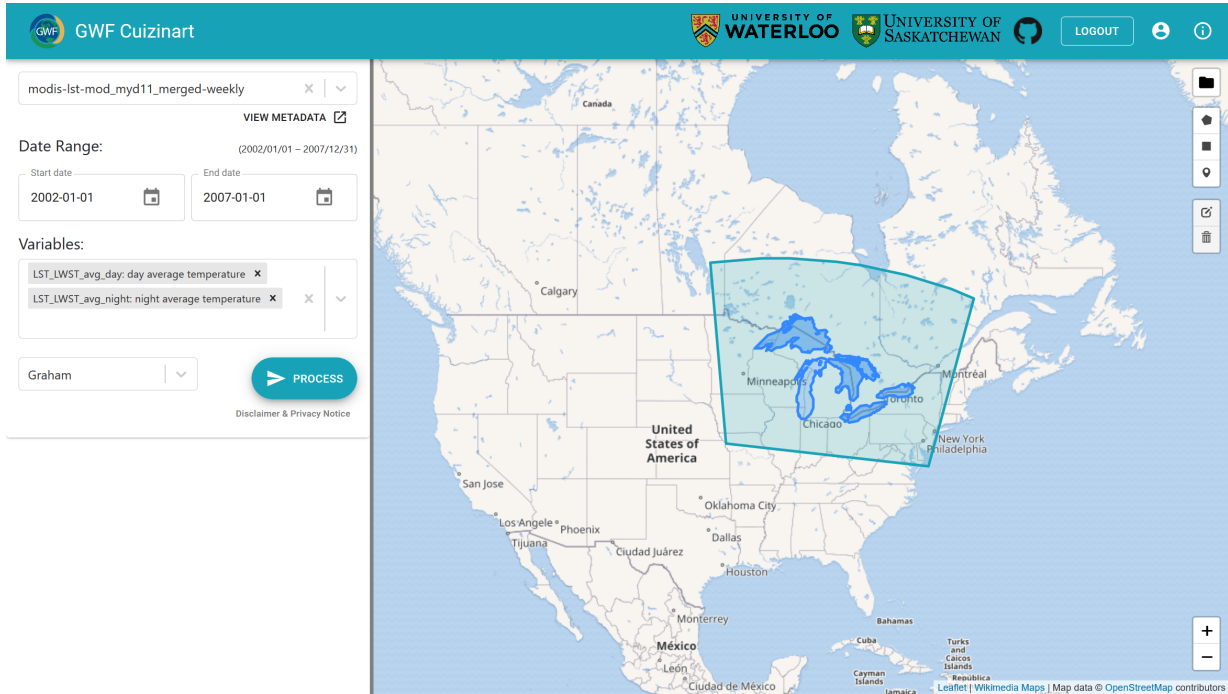 GWF
GWF Cuizinart
UNIVERSITY OF
WATERLOO
UNIVERSITY OF
SASKATCHEWAN
LOGOUT
modis-lst-mod_myd11_merged-weekly
VIEW METADATA
Date Range:
(2002/01/01 – 2007/12/31)
Start date
2002-01-01
End date
2007-01-01
Variables:
LST_LWST_avg_day: day average temperature ×
LST_LWST_avg_night: night average temperature ×
Graham
PROCESS
Disclaimer & Privacy Notice
Canada
Calgary
Minneapolis
Montréal
Toronto
Chicago
New York
Philadelphia
United
States of
America
San Jose
Oklahoma City
Los Angele
Phoenix
Tijuana
Dallas
Ciudad Juárez
Houston
Monterrey
Bahamas
México
Cuba
Turks
and
Caicos
Islands
León
Cayman
Islands
República
Ciudad de México
Jamaica
+
−
Leaflet | Wikimedia Maps | Map data © OpenStreetMap contributors